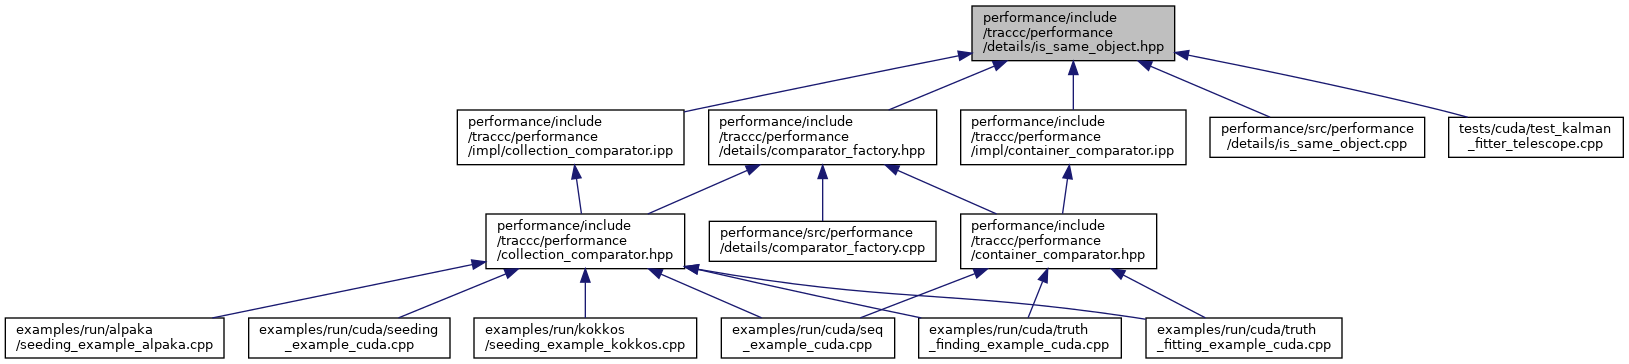 performance/include
/traccc/performance
/details/is_same_object.hpp
performance/include
/traccc/performance
/impl/collection_comparator.ipp
performance/include
/traccc/performance
/details/comparator_factory.hpp
performance/include
/traccc/performance
/impl/container_comparator.ipp
performance/src/performance
/details/is_same_object.cpp
tests/cuda/test_kalman
_fitter_telescope.cpp
performance/include
/traccc/performance
/collection_comparator.hpp
performance/src/performance
/details/comparator_factory.cpp
performance/include
/traccc/performance
/container_comparator.hpp
examples/run/alpaka
/seeding_example_alpaka.cpp
examples/run/cuda/seeding
_example_cuda.cpp
examples/run/kokkos
/seeding_example_kokkos.cpp
examples/run/cuda/seq
_example_cuda.cpp
examples/run/cuda/truth
_finding_example_cuda.cpp
examples/run/cuda/truth
_fitting_example_cuda.cpp